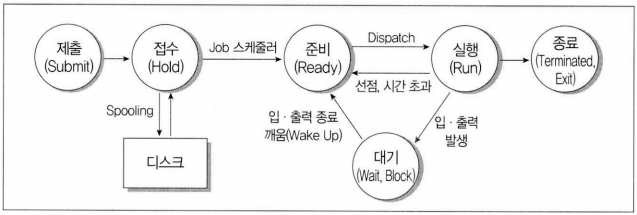 제출
(Submit)
접수
(Hold)
Job 스케줄러
준비
(Ready)
Dispatch
선점, 시간 초과
실행
(Run)
종료
(Terminated,
Exit)
Spooling
디스크
입·출력 종료
깨움(Wake Up)
대기
(Wait, Block)
입·출력
발생